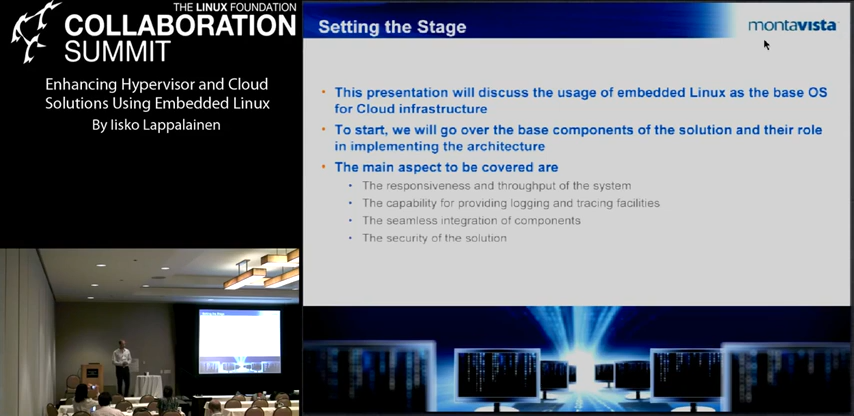 THE LINUX FOUNDATION
COLLABORATION
SUMMIT
Enhancing Hypervisor and Cloud
Solutions Using Embedded Linux
By Iisko Lappalainen
Setting the Stage
montavista
• This presentation will discuss the usage of embedded Linux as the base OS
for Cloud infrastructure
• To start, we will go over the base components of the solution and their role
in implementing the architecture
• The main aspect to be covered are
• The responsiveness and throughput of the system
• The capability for providing logging and tracing facilities
• The seamless integration of components
• The security of the solution